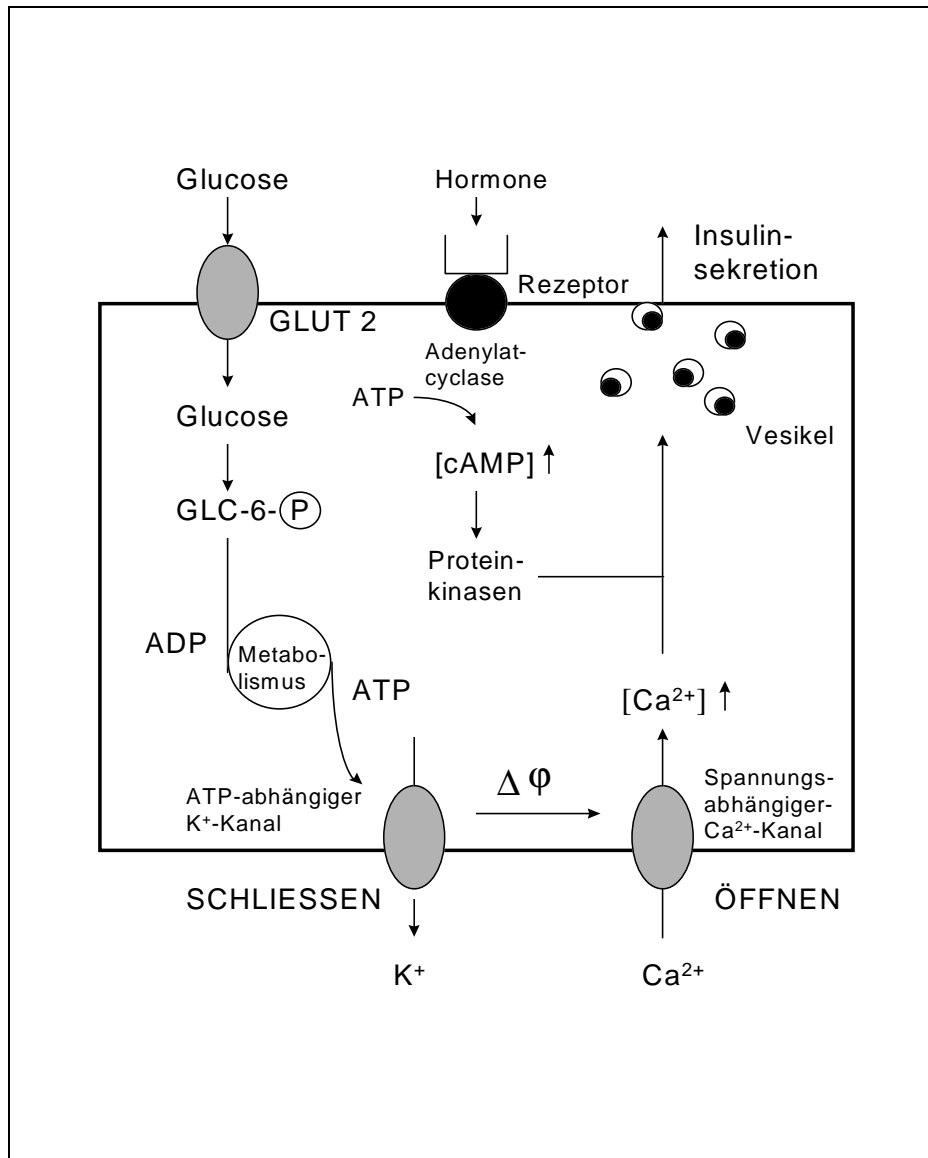 Glucose
Hormone
Insulin-
sekretion
Rezeptor
GLUT 2
Adenylat-
cyclase
ATP
Glucose
Vesikel
[cAMP]
GLC-6-P
Protein-
kinasen
ADP
Metabo-
lismus
ATP
[Ca²⁺]
Δφ
ATP-abhängiger
K⁺-Kanal
Spannungs-
abhängiger-
Ca²⁺-Kanal
SCHLIESSEN
ÖFFNEN
K⁺
Ca²⁺